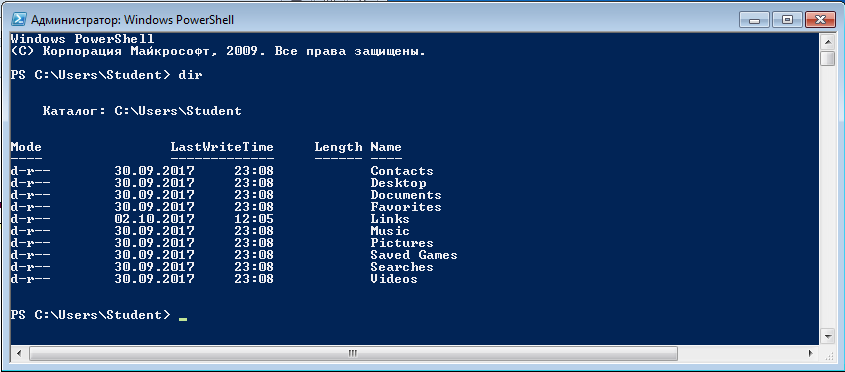 Администратор: Windows PowerShell
Windows PowerShell
(C) Корпорация Майкрософт, 2009. Все права защищены.
PS C:\Users\Student> dir
Каталог: C:\Users\Student
Mode LastWriteTime Length Name
---- ------------- ------ ----
d-r-- 30.09.2017 23:08 Contacts
d-r-- 30.09.2017 23:08 Desktop
d-r-- 30.09.2017 23:08 Documents
d-r-- 30.09.2017 23:08 Favorites
d-r-- 02.10.2017 12:05 Links
d-r-- 30.09.2017 23:08 Music
d-r-- 30.09.2017 23:08 Pictures
d-r-- 30.09.2017 23:08 Saved Games
d-r-- 30.09.2017 23:08 Searches
d-r-- 30.09.2017 23:08 Videos
PS C:\Users\Student> _